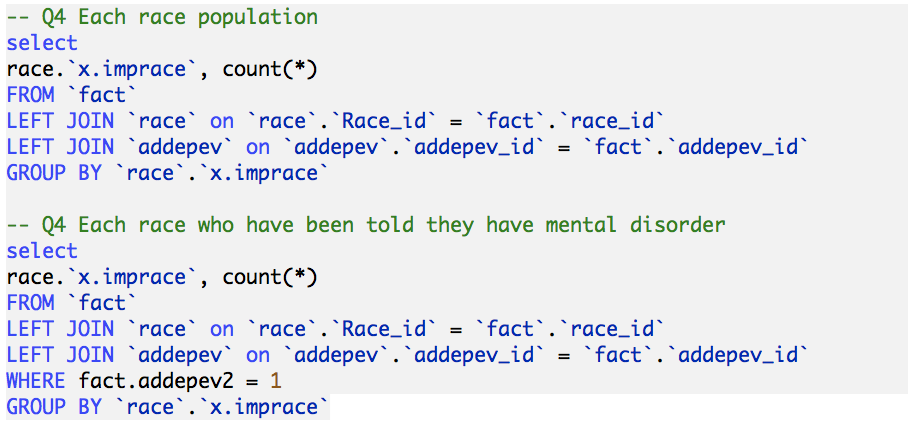 -- Q4 Each race population
select
race.`x.imprace`, count(*)
FROM `fact`
LEFT JOIN `race` on `race`.`Race_id` = `fact`.`race_id`
LEFT JOIN `addepev` on `addepev`.`addepev_id` = `fact`.`addepev_id`
GROUP BY `race`.`x.imprace`

-- Q4 Each race who have been told they have mental disorder
select
race.`x.imprace`, count(*)
FROM `fact`
LEFT JOIN `race` on `race`.`Race_id` = `fact`.`race_id`
LEFT JOIN `addepev` on `addepev`.`addepev_id` = `fact`.`addepev_id`
WHERE fact.addepev2 = 1
GROUP BY `race`.`x.imprace`